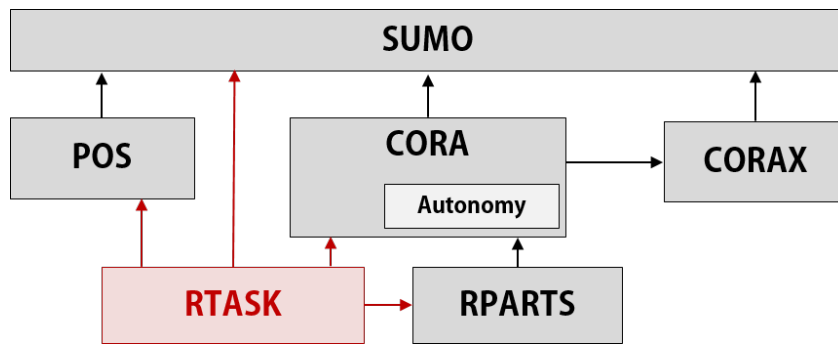 SUMO
POS
CORA
CORAX
Autonomy
RTASK
RPARTS